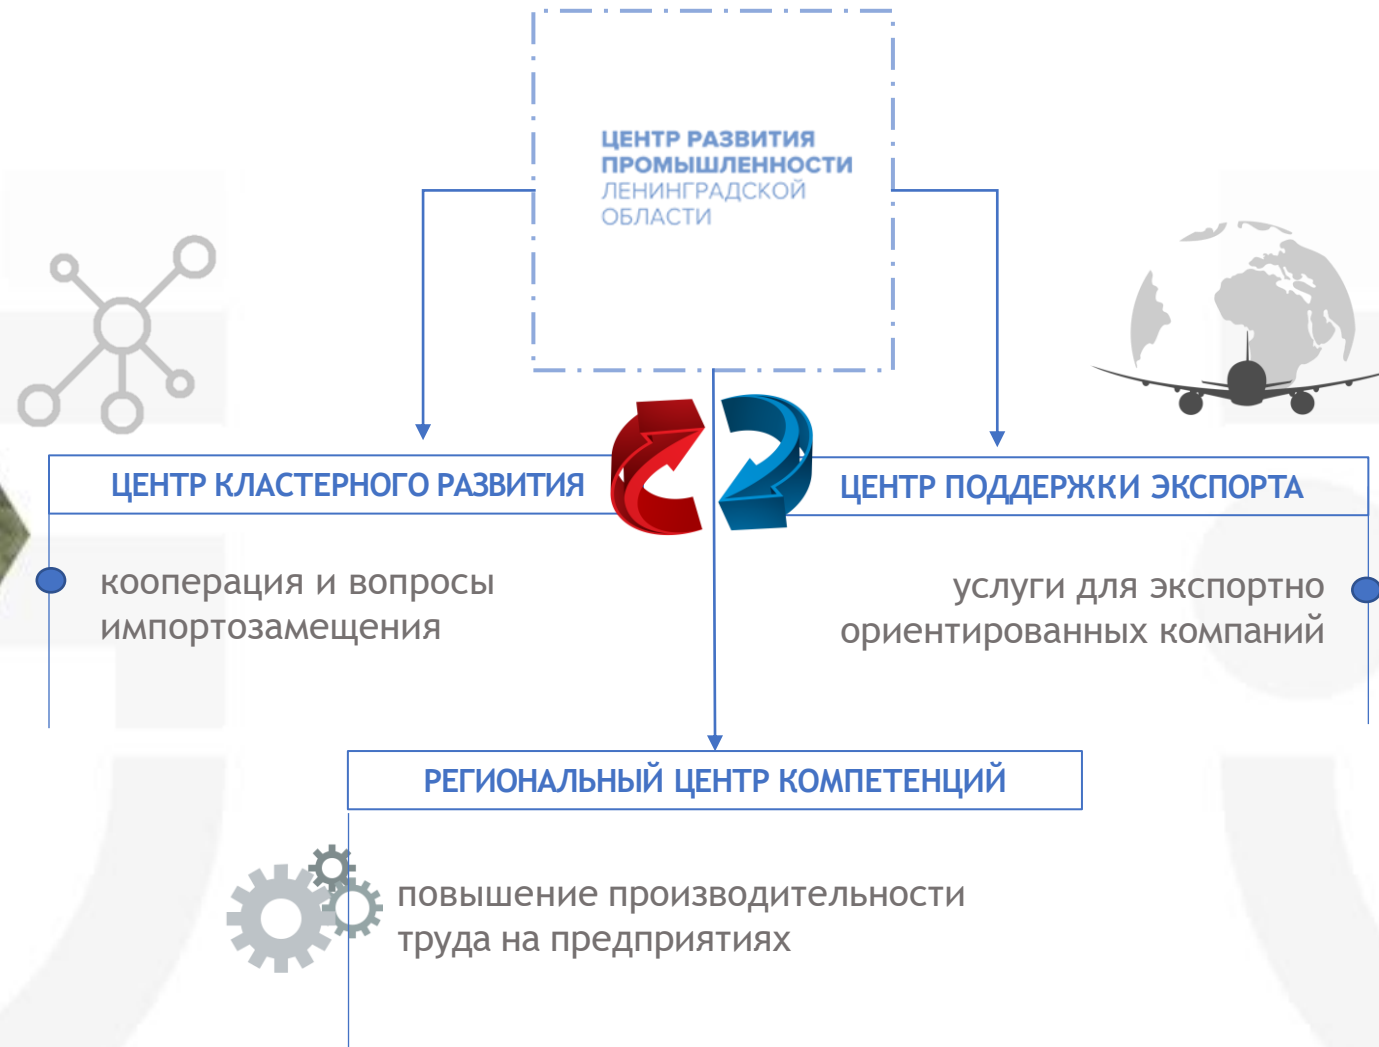 ЦЕНТР РАЗВИТИЯ
ПРОМЫШЛЕННОСТИ
ЛЕНИНГРАДСКОЙ
ОБЛАСТИ
ЦЕНТР КЛАСТЕРНОГО РАЗВИТИЯ
кооперация и вопросы
импортозамещения
ЦЕНТР ПОДДЕРЖКИ ЭКСПОРТА
услуги для экспортно
ориентированных компаний
РЕГИОНАЛЬНЫЙ ЦЕНТР КОМПЕТЕНЦИЙ
повышение производительности
труда на предприятиях